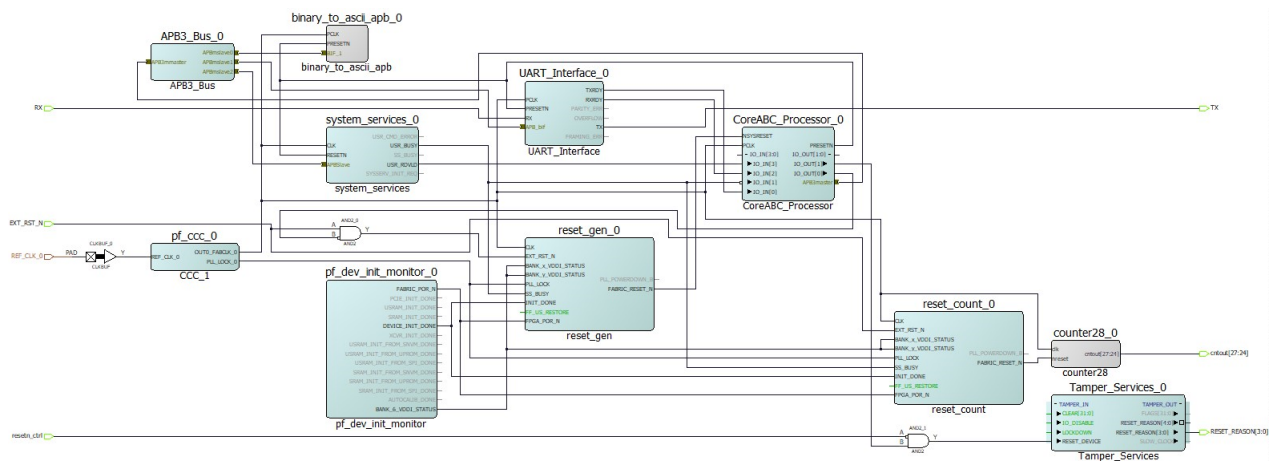 binary_to_ascii_apb_0
PCLK
PRESETN
BIF_1
binary_to_ascii_apb
APB3_Bus_0
APBmslave0
APBmmaster
APBmslave1
APBmslave2
APB3_Bus
UART_Interface_0
TXRDY
PCLK
RXRDY
PRESETN
PARITY_ERR
RX
OVERFLOW
APB_bif
TX
FRAMING_ERR
UART_Interface
RX
TX
system_services_0
USR_CMD_ERROR
CLK
USR_BUSY
RESETN
SS_BUSY
APBSlave
USR_RDVLD
SYSTEMV_INIT_REQ
system_services
CoreABC_Processor_0
NSYSRESET
PCLK
PRESETN
IO_IN[3:0]
IO_OUT[1:0]
IO_IN[3]
IO_OUT[1]
IO_IN[2]
IO_OUT[0]
IO_IN[1]
APB3master
IO_IN[0]
CoreABC_Processor
EXT_RST_N
AND2_0
A
B
Y
AND2
REF_CLK_0
PAD
CLKBUF_0
Y
CLKBUF
pf_ccc_0
REF_CLK_0
OUT0_FABCLK_0
PLL_LOCK_0
CCC_1
reset_gen_0
CLK
EXT_RST_N
BANK_x_VDDI_STATUS
BANK_y_VDDI_STATUS
PLL_POWERDOWN_B
PLL_LOCK
FABRIC_RESET_N
SS_BUSY
INIT_DONE
FF_US_RESTORE
FPGA_POR_N
reset_gen
pf_dev_init_monitor_0
FABRIC_POR_N
PCIE_INIT_DONE
USRAM_INIT_DONE
SRAM_INIT_DONE
DEVICE_INIT_DONE
XCVR_INIT_DONE
USRAM_INIT_FROM_SNVM_DONE
USRAM_INIT_FROM_UPROM_DONE
USRAM_INIT_FROM_SPI_DONE
SRAM_INIT_FROM_SNVM_DONE
SRAM_INIT_FROM_UPROM_DONE
SRAM_INIT_FROM_SPI_DONE
AUTOCALIB_DONE
BANK_6_VDDI_STATUS
pf_dev_init_monitor
reset_count_0
CLK
EXT_RST_N
BANK_x_VDDI_STATUS
BANK_y_VDDI_STATUS
PLL_POWERDOWN_B
PLL_LOCK
FABRIC_RESET_N
SS_BUSY
INIT_DONE
FF_US_RESTORE
FPGA_POR_N
reset_count
counter28_0
clk
cntout[27:24]
nreset
counter28
cntout[27:24]
Tamper_Services_0
TAMPER_IN
TAMPER_OUT
CLEAR[31:0]
FLAGS[31:0]
IO_DISABLE
RESET_REASON[4:0]
LOCKDOWN
RESET_REASON[3:0]
RESET_DEVICE
SLOW_CLOCK
Tamper_Services
RESET_REASON[3:0]
resetn_ctrl
AND2_1
A
B
Y
AND2